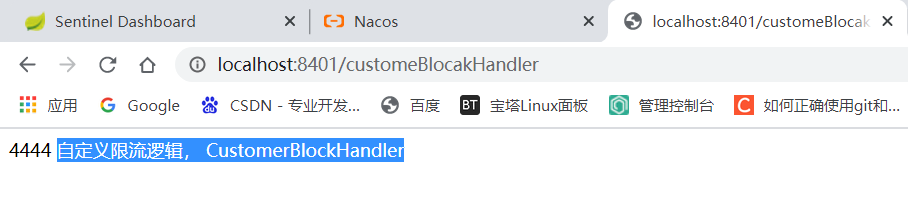 Sentinel Dashboard
Nacos
localhost:8401/customeBlocak
localhost:8401/customeBlocakHandler
应用 Google CSDN - 专业开发... 百度 BT 宝塔Linux面板 管理控制台 C 如何正确使用git和...
4444 自定义限流逻辑， CustomerBlockHandler